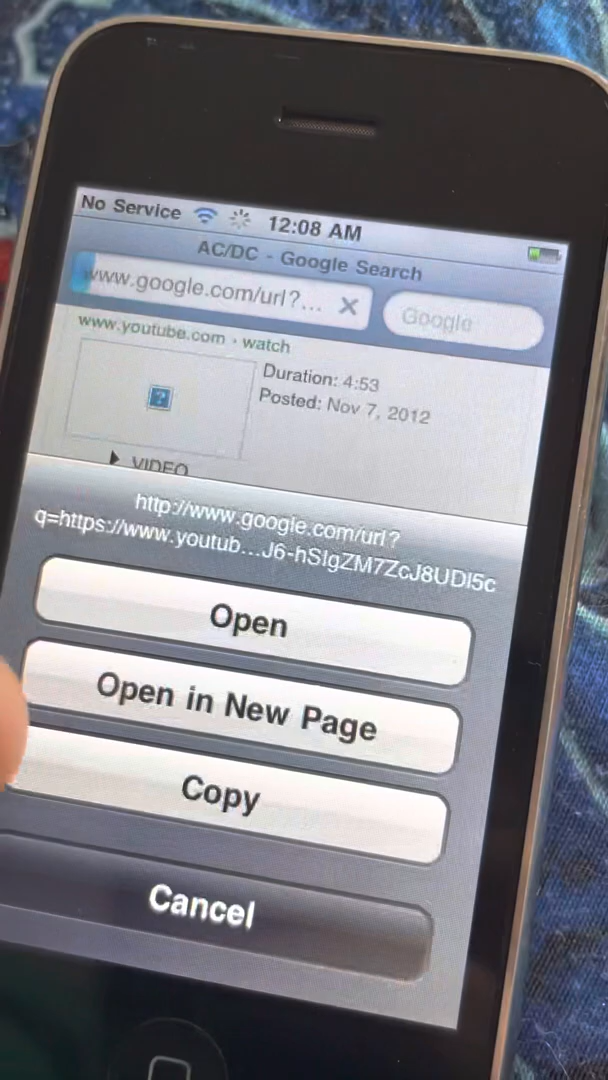 No Service 12:08 AM
AC/DC - Google Search
www.google.com/url?...
Google
www.youtube.com › watch
Duration: 4:53
Posted: Nov 7, 2012
VIDEO
http://www.google.com/url?
q=https://www.youtub...J6-hSIgZM7ZcJ8UDI5c
Open
Open in New Page
Copy
Cancel